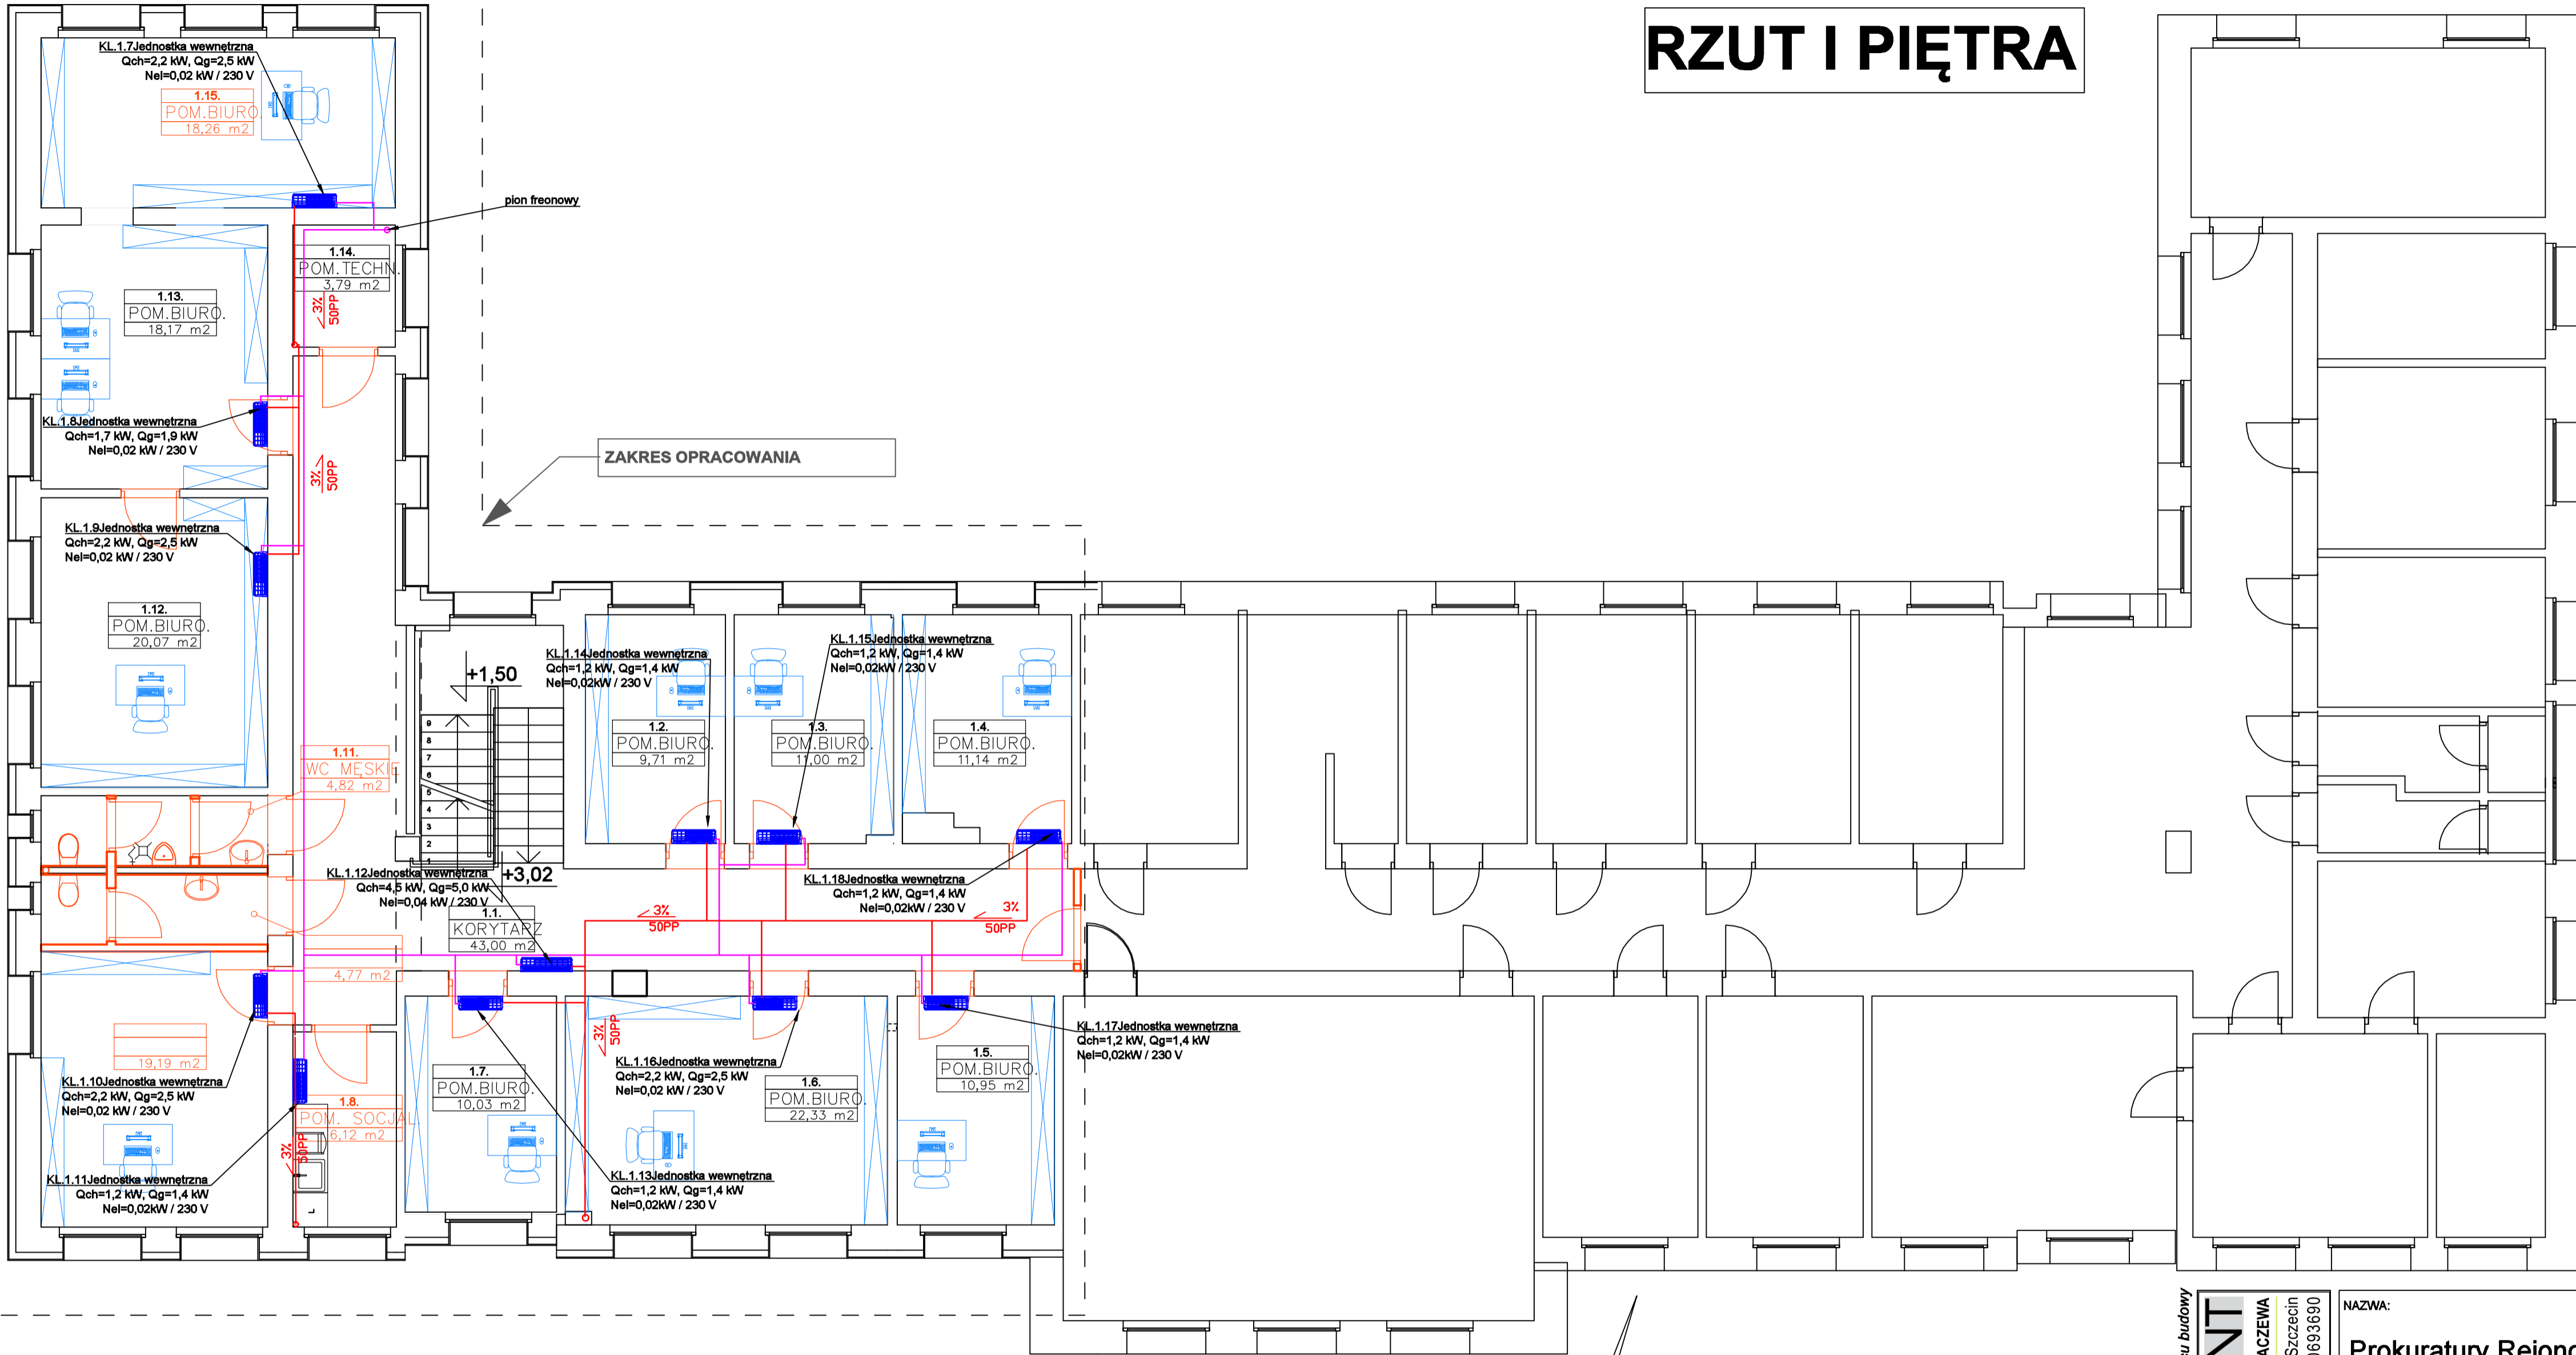 RZUT I PIĘTRA
KL.1.7Jednostka wewnętrzna
Qch=2,2 kW, Qg=2,5 kW
Nel=0,02 kW / 230 V
1.15.
POM.BIURO.
18,26 m2
pion freonowy
1.14.
POM.TECHN.
3,79 m2
3%
50PP
1.13.
POM.BIURO.
18,17 m2
KL.1.8Jednostka wewnętrzna
Qch=1,7 kW, Qg=1,9 kW
Nel=0,02 kW / 230 V
3%
50PP
ZAKRES OPRACOWANIA
KL.1.9Jednostka wewnętrzna
Qch=2,2 kW, Qg=2,5 kW
Nel=0,02 kW / 230 V
1.12.
POM.BIURO.
20,07 m2
+1,50
9
8
7
6
5
4
3
2
1
KL.1.14Jednostka wewnętrzna
Qch=1,2 kW, Qg=1,4 kW
Nel=0,02kW / 230 V
KL.1.15Jednostka wewnętrzna
Qch=1,2 kW, Qg=1,4 kW
Nel=0,02kW / 230 V
1.2.
POM.BIURO.
9,71 m2
1.3.
POM.BIURO.
11,00 m2
1.4.
POM.BIURO.
11,14 m2
1.11.
WC MĘSKIE
4,82 m2
KL.1.12Jednostka wewnętrzna
Qch=4,5 kW, Qg=5,0 kW
Nel=0,04 kW / 230 V
+3,02
KL.1.18Jednostka wewnętrzna
Qch=1,2 kW, Qg=1,4 kW
Nel=0,02kW / 230 V
1.1.
KORYTARZ
43,00 m2
3%
50PP
3%
50PP
4,77 m2
19,19 m2
KL.1.10Jednostka wewnętrzna
Qch=2,2 kW, Qg=2,5 kW
Nel=0,02 kW / 230 V
1.8.
POM. SOCJAL.
6,12 m2
3%
50PP
L
KL.1.11Jednostka wewnętrzna
Qch=1,2 kW, Qg=1,4 kW
Nel=0,02kW / 230 V
1.7.
POM.BIURO.
10,03 m2
3%
50PP
KL.1.16Jednostka wewnętrzna
Qch=2,2 kW, Qg=2,5 kW
Nel=0,02 kW / 230 V
1.6.
POM.BIURO.
22,33 m2
1.5.
POM.BIURO.
10,95 m2
KL.1.17Jednostka wewnętrzna
Qch=1,2 kW, Qg=1,4 kW
Nel=0,02kW / 230 V
KL.1.13Jednostka wewnętrzna
Qch=1,2 kW, Qg=1,4 kW
Nel=0,02kW / 230 V
su budowy
NT
ACZEWA
Szczecin
0693690
NAZWA:
Prokuratury Rejono